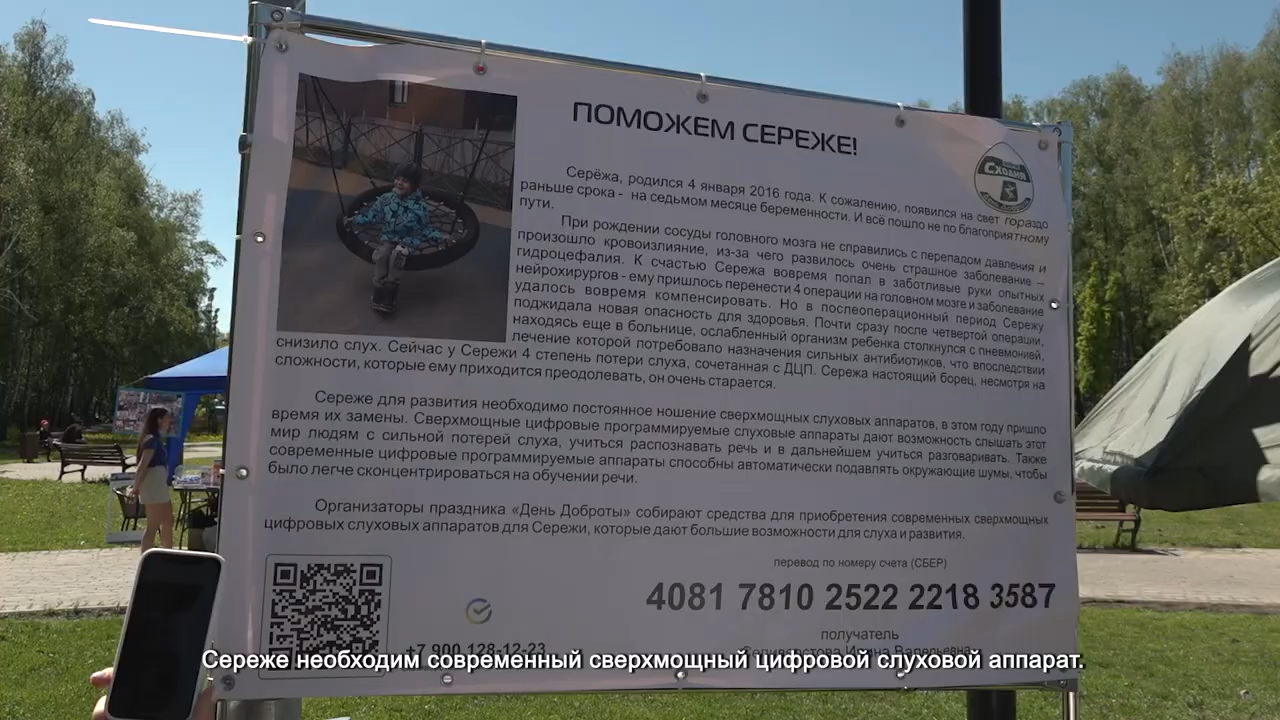 ПОМОЖЕМ СЕРЕЖЕ!
Сходня
Серёжа, родился 4 января 2016 года. К сожалению, появился на свет гораздо
раньше срока - на седьмом месяце беременности. И всё пошло не по благоприятному
пути.
При рождении сосуды головного мозга не справились с перепадом давления и
произошло кровоизлияние, из-за чего развилось очень страшное заболевание –
гидроцефалия. К счастью Сережа вовремя попал в заботливые руки опытных
нейрохирургов - ему пришлось перенести 4 операции на головном мозге и заболевание
удалось вовремя компенсировать. Но в послеоперационный период Сережу
поджидала новая опасность для здоровья. Почти сразу после четвертой операции,
находясь еще в больнице, ослабленный организм ребенка столкнулся с пневмонией,
лечение которой потребовало назначения сильных антибиотиков, что впоследствии
снизило слух. Сейчас у Сережи 4 степень потери слуха, сочетанная с ДЦП. Сережа настоящий борец, несмотря на
сложности, которые ему приходится преодолевать, он очень старается.
Сереже для развития необходимо постоянное ношение сверхмощных слуховых аппаратов, в этом году пришло
время их замены. Сверхмощные цифровые программируемые слуховые аппараты дают возможность слышать этот
мир людям с сильной потерей слуха, учиться распознавать речь и в дальнейшем учиться разговаривать. Также
современные цифровые программируемые аппараты способны автоматически подавлять окружающие шумы, чтобы
было легче сконцентрироваться на обучении речи.
Организаторы праздника «День Доброты» собирают средства для приобретения современных сверхмощных
цифровых слуховых аппаратов для Сережи, которые дают большие возможности для слуха и развития.
перевод по номеру счета (СБЕР)
4081 7810 2522 2218 3587
получатель
+7 900 128-12-23
Сереже необходим современный сверхмощный цифровой слуховой аппарат.